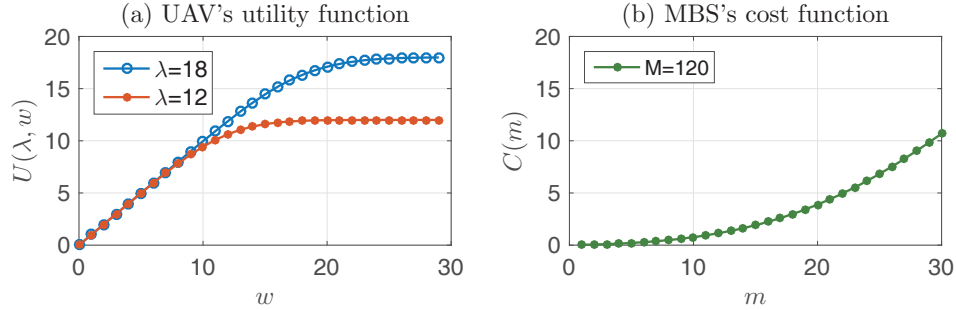 (a) UAV's utility function
20
15
10
5
0
0
10
20
30
U(λ, w)
w
λ=18
λ=12
(b) MBS's cost function
20
15
10
5
0
0
10
20
30
C(m)
m
M=120